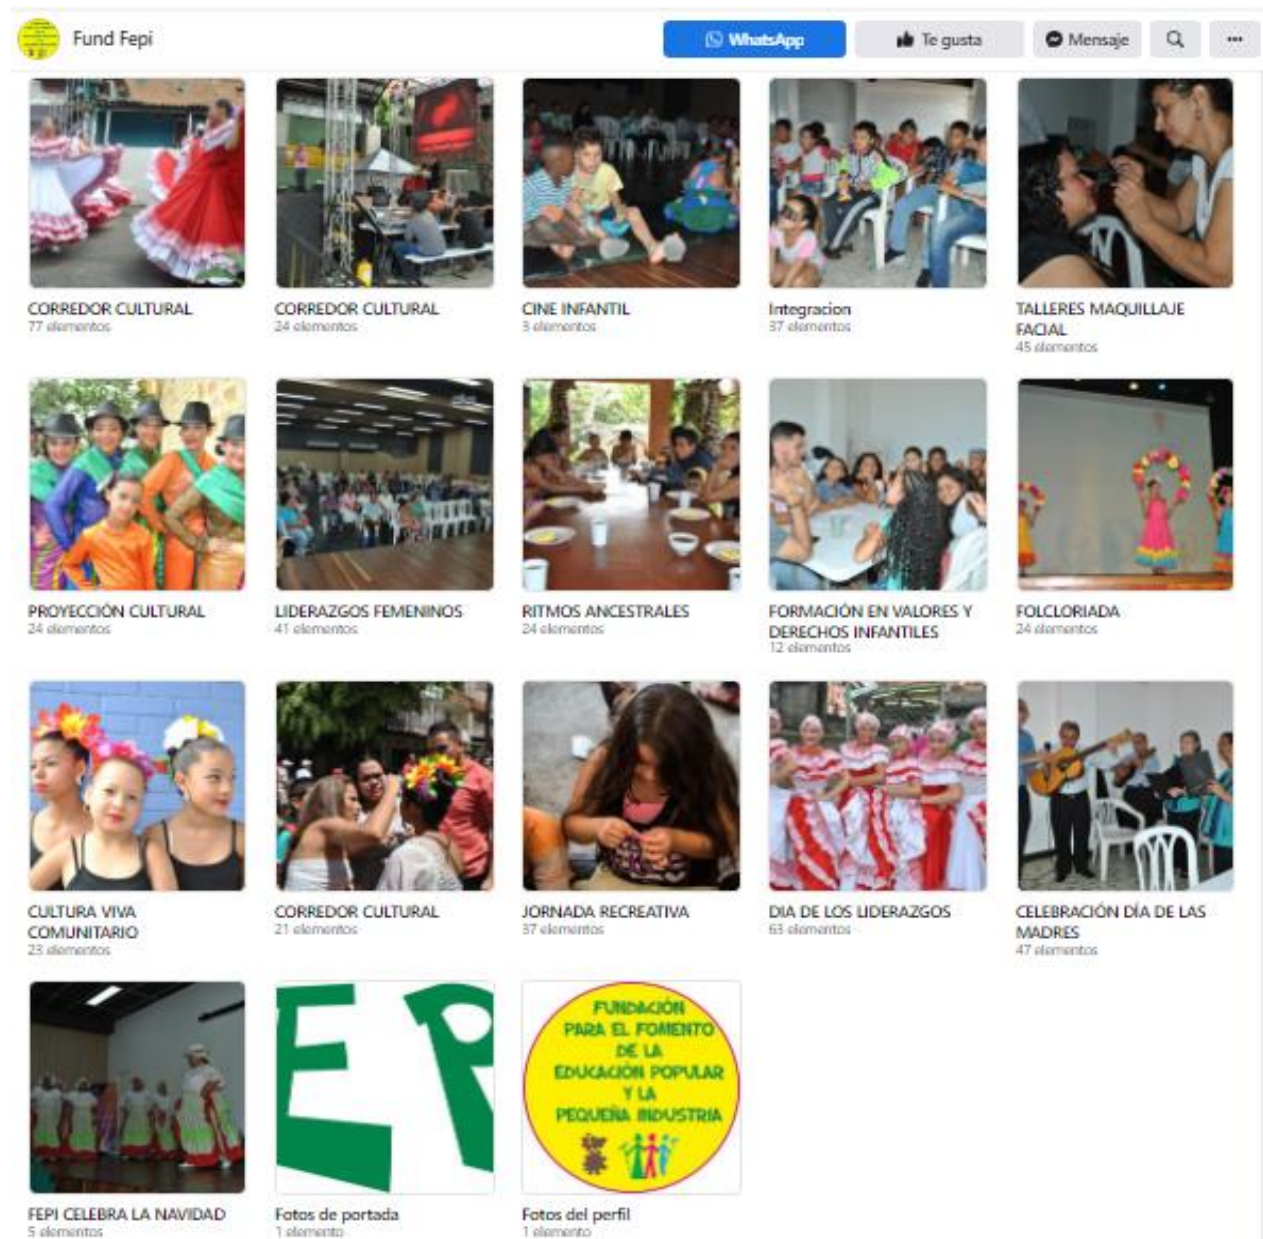 Fund Fepi
WhatsApp
Te gusta
Mensaje
CORREDOR CULTURAL
77 elementos
CORREDOR CULTURAL
24 elementos
CINE INFANTIL
3 elementos
Integracion
37 elementos
TALLERES MAQUILLAJE
FACIAL
45 elementos
PROYECCIÓN CULTURAL
24 elementos
LIDERAZGOS FEMENINOS
41 elementos
RITMOS ANCESTRALES
24 elementos
FORMACIÓN EN VALORES Y
DERECHOS INFANTILES
12 elementos
FOLCLORIADA
24 elementos
CULTURA VIVA
COMUNITARIO
23 elementos
CORREDOR CULTURAL
21 elementos
JORNADA RECREATIVA
37 elementos
DIA DE LOS LIDERAZGOS
63 elementos
CELEBRACIÓN DÍA DE LAS
MADRES
47 elementos
FEPI CELEBRA LA NAVIDAD
5 elementos
EP
Fotos de portada
1 elemento
FUNDACIÓN
PARA EL FOMENTO
DE LA
EDUCACIÓN POPULAR
Y LA
PEQUEÑA INDUSTRIA
Fotos del perfil
1 elemento